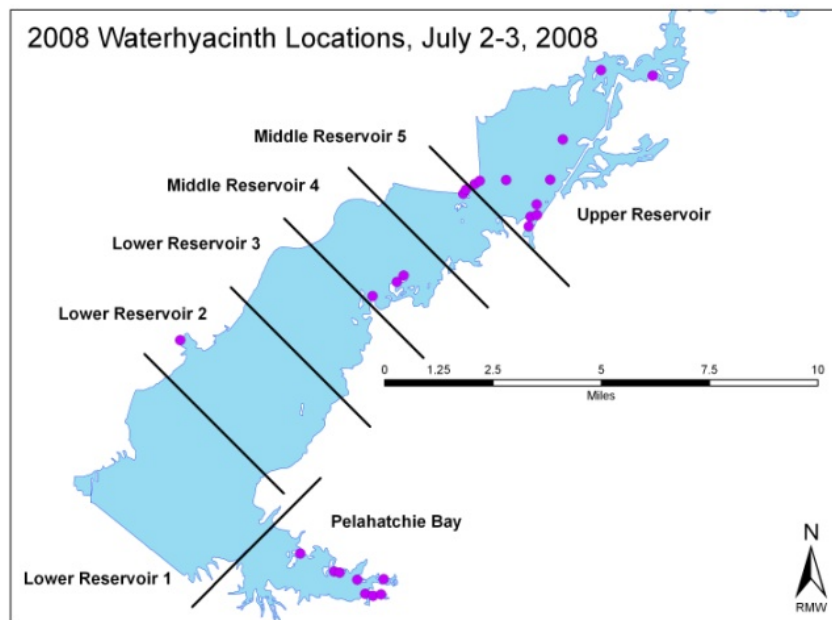 2008 Waterhyacinth Locations, July 2-3, 2008
Middle Reservoir 5
Middle Reservoir 4
Upper Reservoir
Lower Reservoir 3
Lower Reservoir 2
0 1.25 2.5 5 7.5 10
Miles
Pelahatchie Bay
Lower Reservoir 1
N
RMW